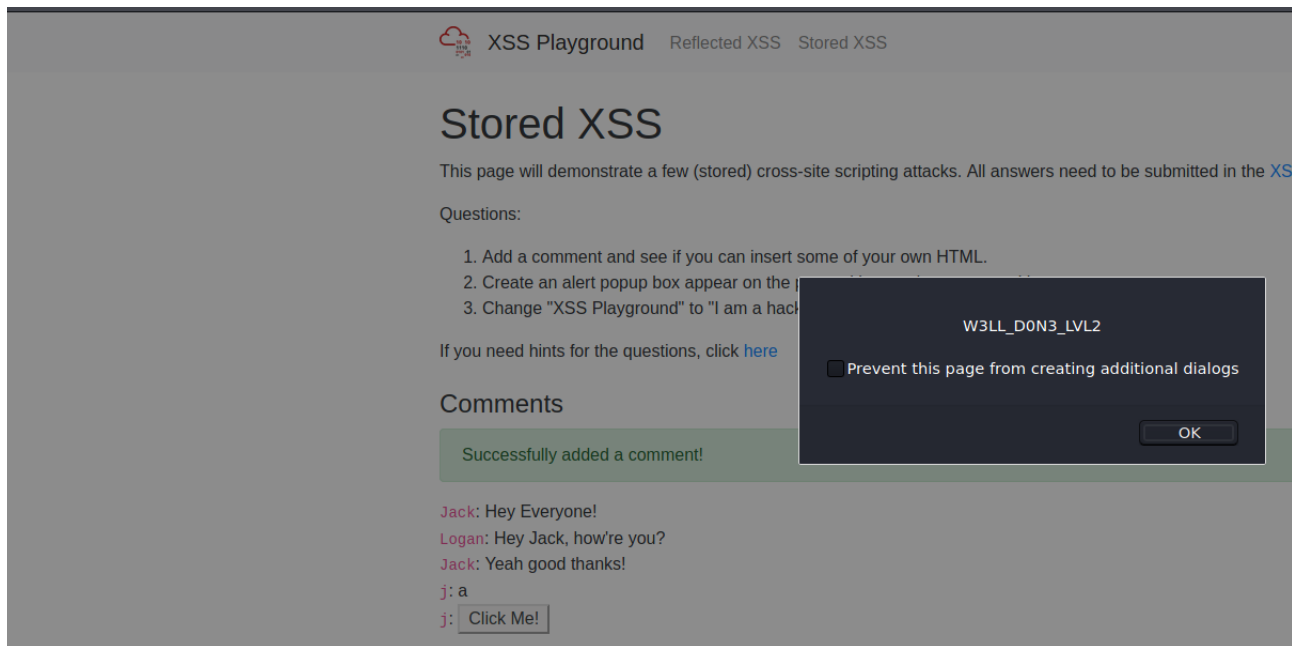 XSS Playground Reflected XSS Stored XSS
Stored XSS
This page will demonstrate a few (stored) cross-site scripting attacks. All answers need to be submitted in the XS
Questions:
1. Add a comment and see if you can insert some of your own HTML.
2. Create an alert popup box appear on the
3. Change "XSS Playground" to "I am a hack
W3LL_D0N3_LVL2
If you need hints for the questions, click here
Prevent this page from creating additional dialogs
Comments
OK
Successfully added a comment!
Jack: Hey Everyone!
Logan: Hey Jack, how're you?
Jack: Yeah good thanks!
j: a
j: Click Me!